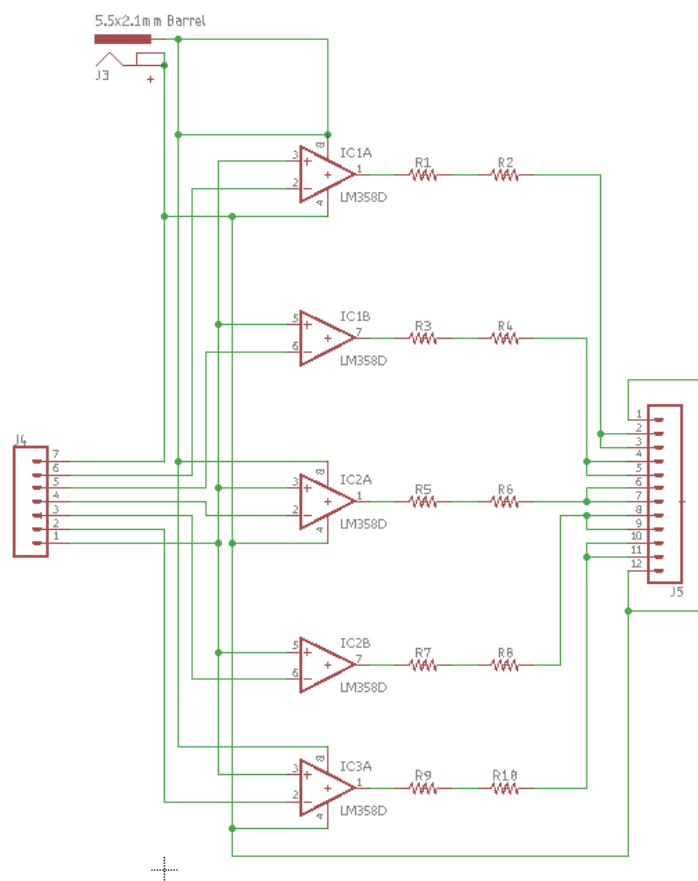 5.5x2.1mm Barrel
J3
+
8
3
+
IC1A
1
R1
R2
2
-
+
4
LM358D
5
+
IC1B
7
R3
R4
6
-
+
LM358D
J4
7
6
5
4
3
2
1
8
3
+
IC2A
1
R5
R6
2
-
+
4
LM358D
1
2
3
4
5
6
7
8
9
10
11
12
J5
5
+
IC2B
7
R7
R8
6
-
+
LM358D
8
3
+
IC3A
1
R9
R10
2
-
+
4
LM358D